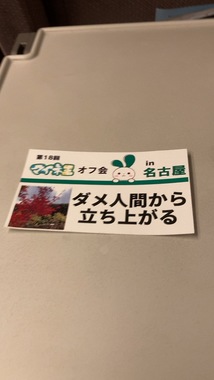 第18回
マイネ王 オフ会 in 名古屋
ダメ人間から
立ち上がる